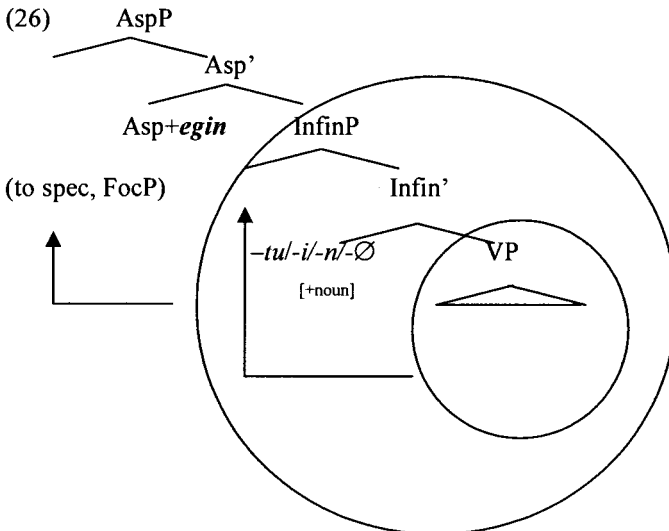 (26) AspP
Asp’
Asp+egin InfinP
(to spec, FocP) Infin’
–tu/-i/-n/-∅ VP
[+noun]